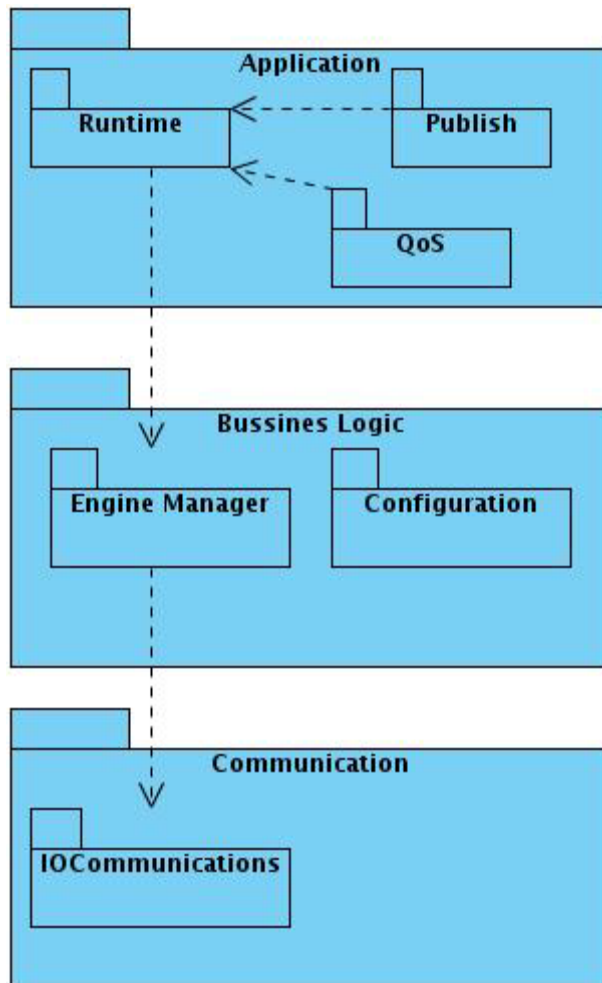 Application
Runtime
Publish
QoS
Bussines Logic
Engine Manager
Configuration
Communication
IOCommunications